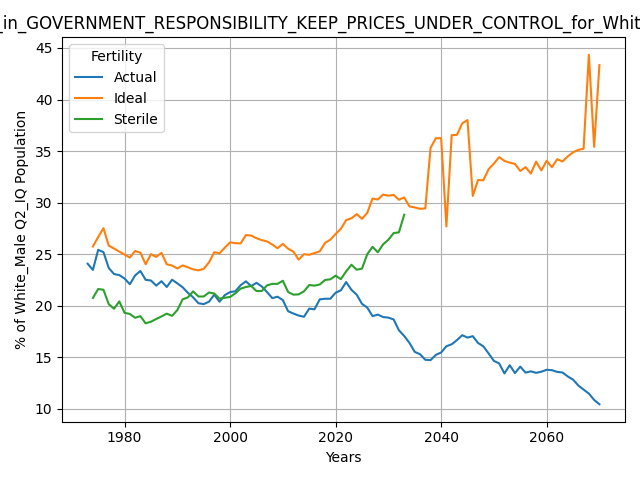 _in_GOVERNMENT_RESPONSIBILITY_KEEP_PRICES_UNDER_CONTROL_for_Whit
Fertility
Actual
Ideal
Sterile
45
40
35
30
25
20
15
10
% of White_Male Q2_IQ Population
1980 2000 2020 2040 2060
Years